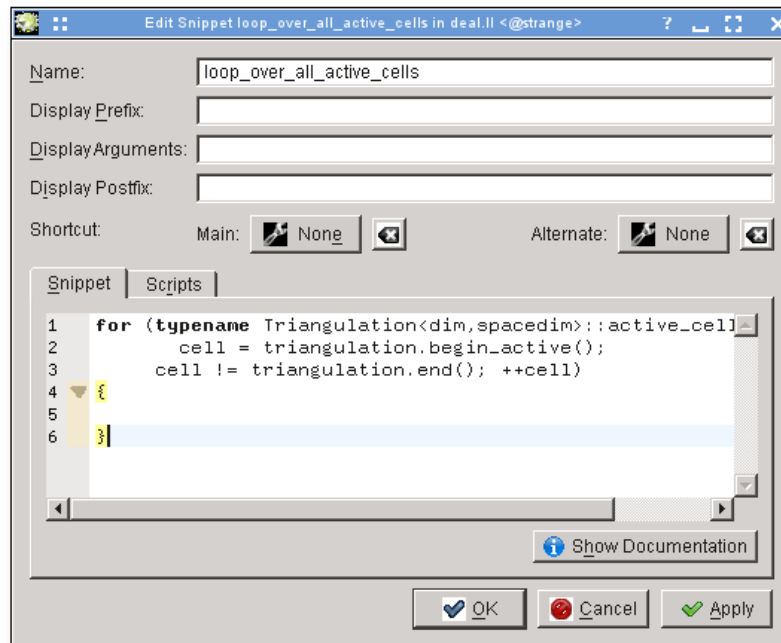 Edit Snippet loop_over_all_active_cells in deal.II <@strange>
Name: loop_over_all_active_cells
Display Prefix:
Display Arguments:
Display Postfix:
Shortcut: Main: None Alternate: None
Snippet Scripts
1 for (typename Triangulation<dim,spacedim>::active_cell
2 cell = triangulation.begin_active();
3 cell != triangulation.end(); ++cell)
4 {
5
6 }
Show Documentation
OK Cancel Apply